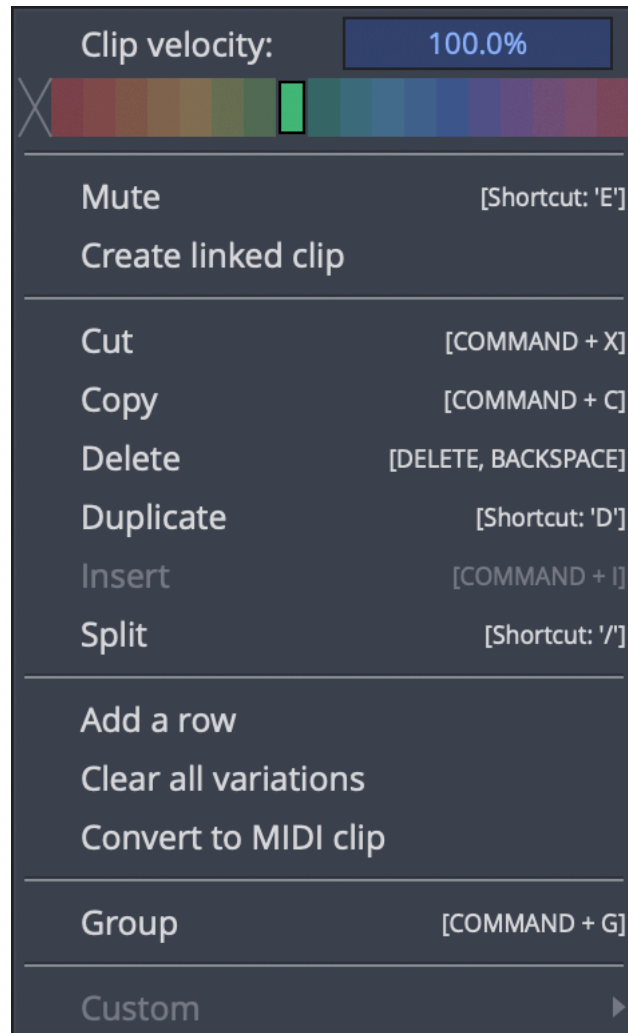 Clip velocity: 100.0%
Mute [Shortcut: 'E']
Create linked clip
Cut [COMMAND + X]
Copy [COMMAND + C]
Delete [DELETE, BACKSPACE]
Duplicate [Shortcut: 'D']
Insert [COMMAND + I]
Split [Shortcut: '/']
Add a row
Clear all variations
Convert to MIDI clip
Group [COMMAND + G]
Custom